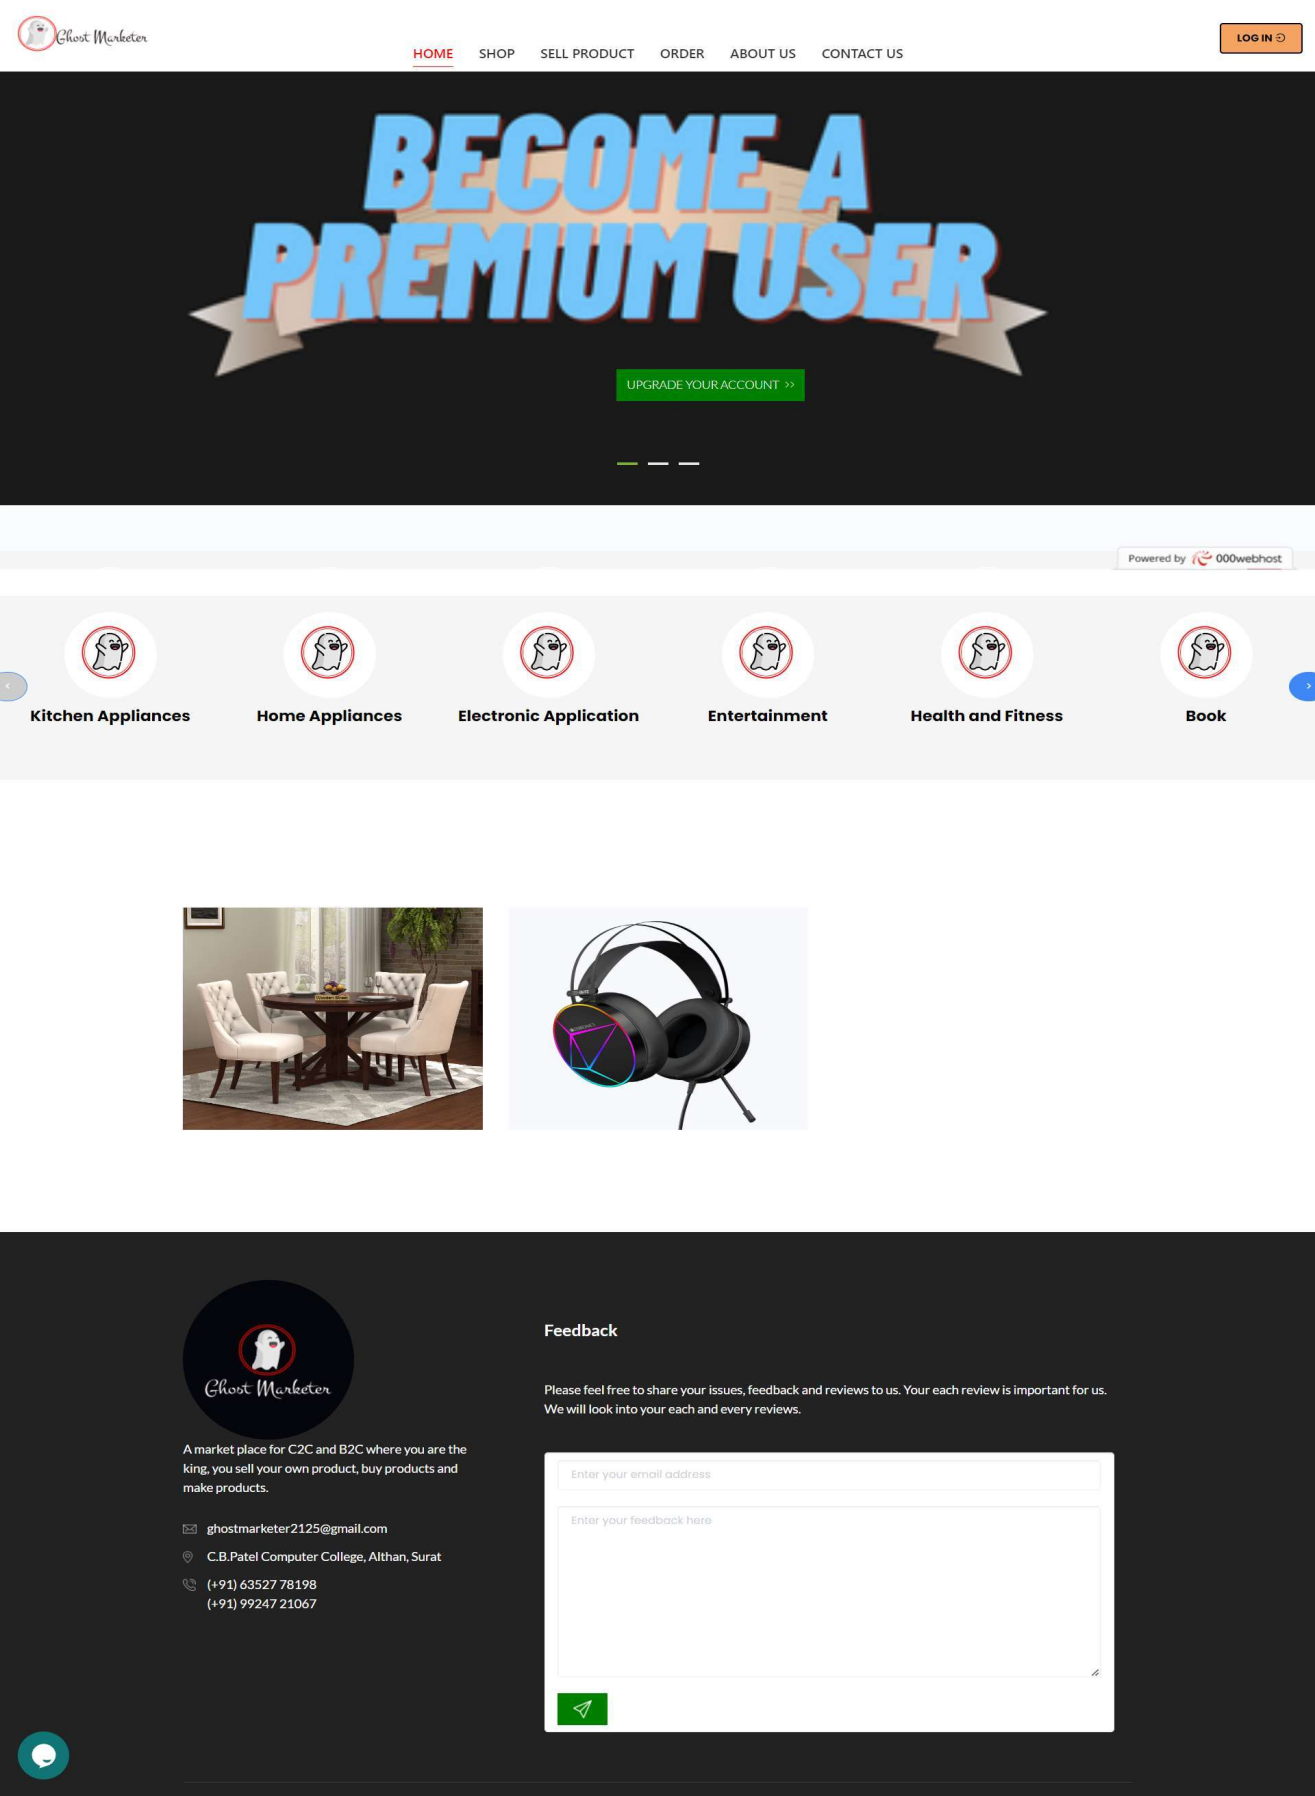 Ghost Marketer
LOG IN
HOME SHOP SELL PRODUCT ORDER ABOUT US CONTACT US
BECOME A
PREMIUM USER
UPGRADE YOUR ACCOUNT >>
Powered by 000webhost
Kitchen Appliances Home Appliances Electronic Application Entertainment Health and Fitness Book
Ghost Marketer
A market place for C2C and B2C where you are the
king, you sell your own product, buy products and
make products.
ghostmarketer2125@gmail.com
C.B.Patel Computer College, Althan, Surat
(+91) 63527 78198
(+91) 99247 21067
Feedback
Please feel free to share your issues, feedback and reviews to us. Your each review is important for us.
We will look into your each and every reviews.
Enter your email address
Enter your feedback here